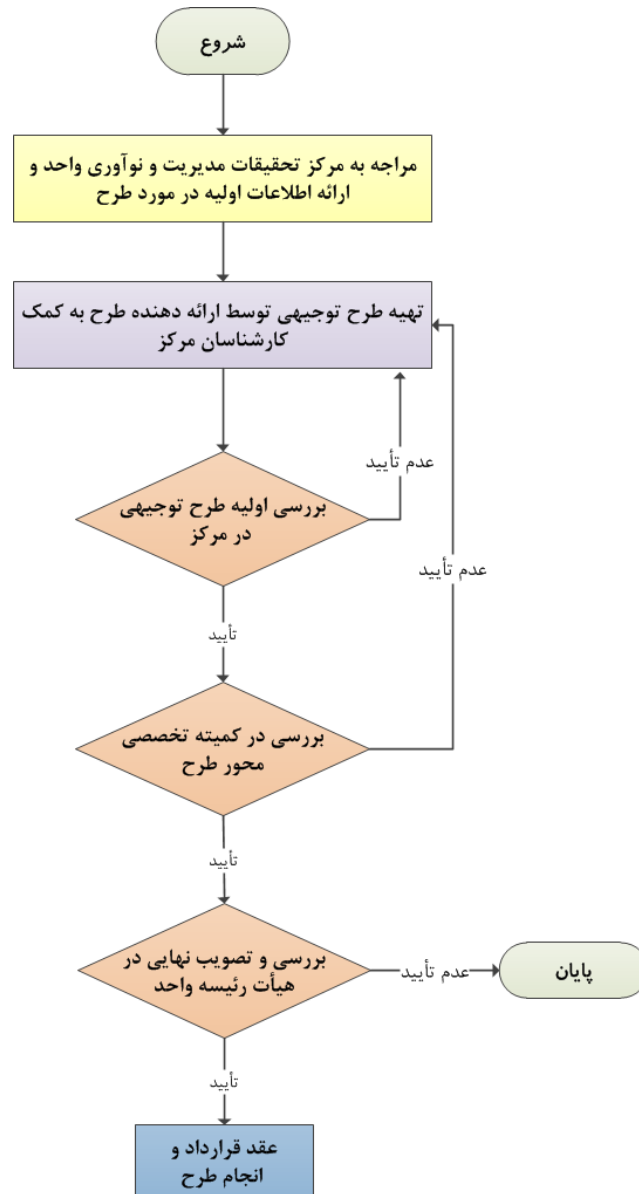 شروع
مراجه به مرکز تحقیقات مدیریت و نوآوری واحد و
ارائه اطلاعات اولیه در مورد طرح
تهیه طرح توجیهی توسط ارائه دهنده طرح به کمک
کارشناسان مرکز
عدم تأیید
بررسی اولیه طرح توجیهی
در مرکز
عدم تأیید
تأیید
بررسی در کمیته تخصصی
محور طرح
تأیید
بررسی و تصویب نهایی در
هیأت رئیسه واحد
عدم تأیید
پایان
تأیید
عقد قرارداد و
انجام طرح